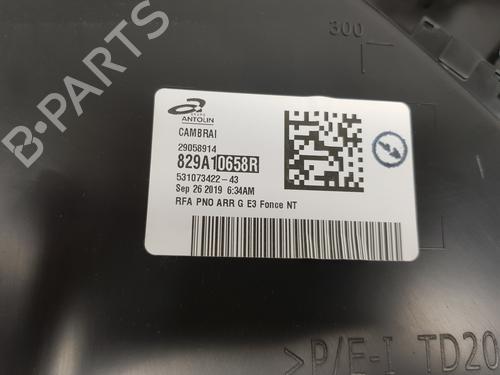 300
B-PARTS
GRUPO
ANTOLIN
CAMBRAI
29058914
829A10658R
531073422-43
Sep 26 2019 6:34AM
RFA PNO ARR G E3 Fonce NT
>P/E-I TD20